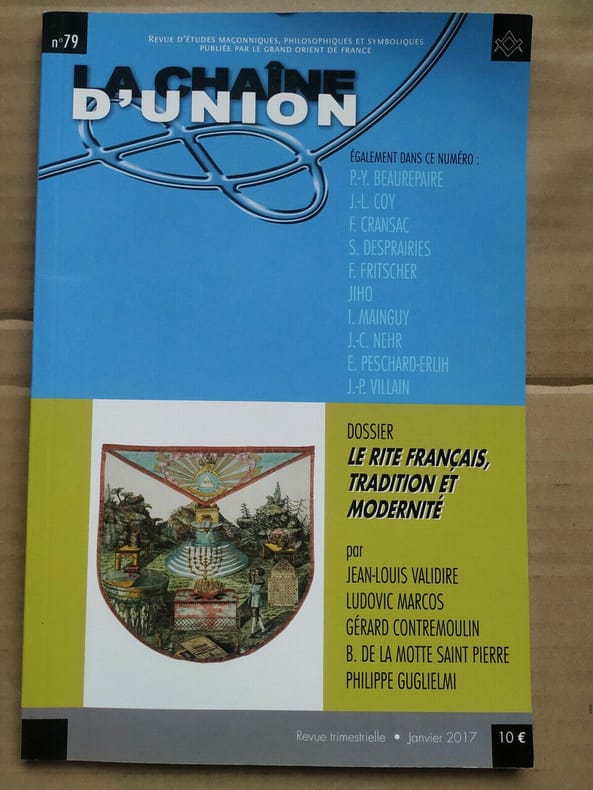 n°79
REVUE D'ÉTUDES MAÇONNIQUES, PHILOSOPHIQUES ET SYMBOLIQUES
PUBLIÉE PAR LE GRAND ORIENT DE FRANCE
LA CHAÎNE
D'UNION
ÉGALEMENT DANS CE NUMÉRO :
P.-Y. BEAUREPAIRE
J.-L. COY
F. CRANSAC
S. DESPRAIRIES
F. FRITSCHER
JIHO
I. MAINGUY
J.-C. NEHR
E. PESCHARD-ERLIH
J.-P. VILLAIN
DOSSIER
LE RITE FRANÇAIS,
TRADITION ET
MODERNITÉ
par
JEAN-LOUIS VALIDIRE
LUDOVIC MARCOS
GÉRARD CONTREMOULIN
B. DE LA MOTTE SAINT PIERRE
PHILIPPE GUGLIELMI
Revue trimestrielle • Janvier 2017
10 €